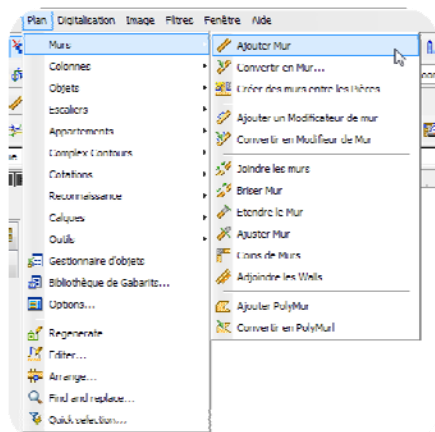 Plan Digitalisation Image Filtres Fenêtre Aide
Murs
Colonnes
Objets
Escaliers
Appartements
Complex Contours
Cotations
Reconnaissance
Calques
Outils
Gestionnaire d'objets
Bibliothèque de Gabarits...
Options...
Regenerate
Editer...
Arrange...
Find and replace...
Quick selection...
Ajouter Mur
Convertir en Mur...
Créer des murs entre les Pièces
Ajouter un Modificateur de mur
Convertir en Modifieur de Mur
Joindre les murs
Briser Mur
Etendre le Mur
Ajuster Mur
Coins de Murs
Adjoindre les Walls
Ajouter PolyMur
Convertir en PolyMurl